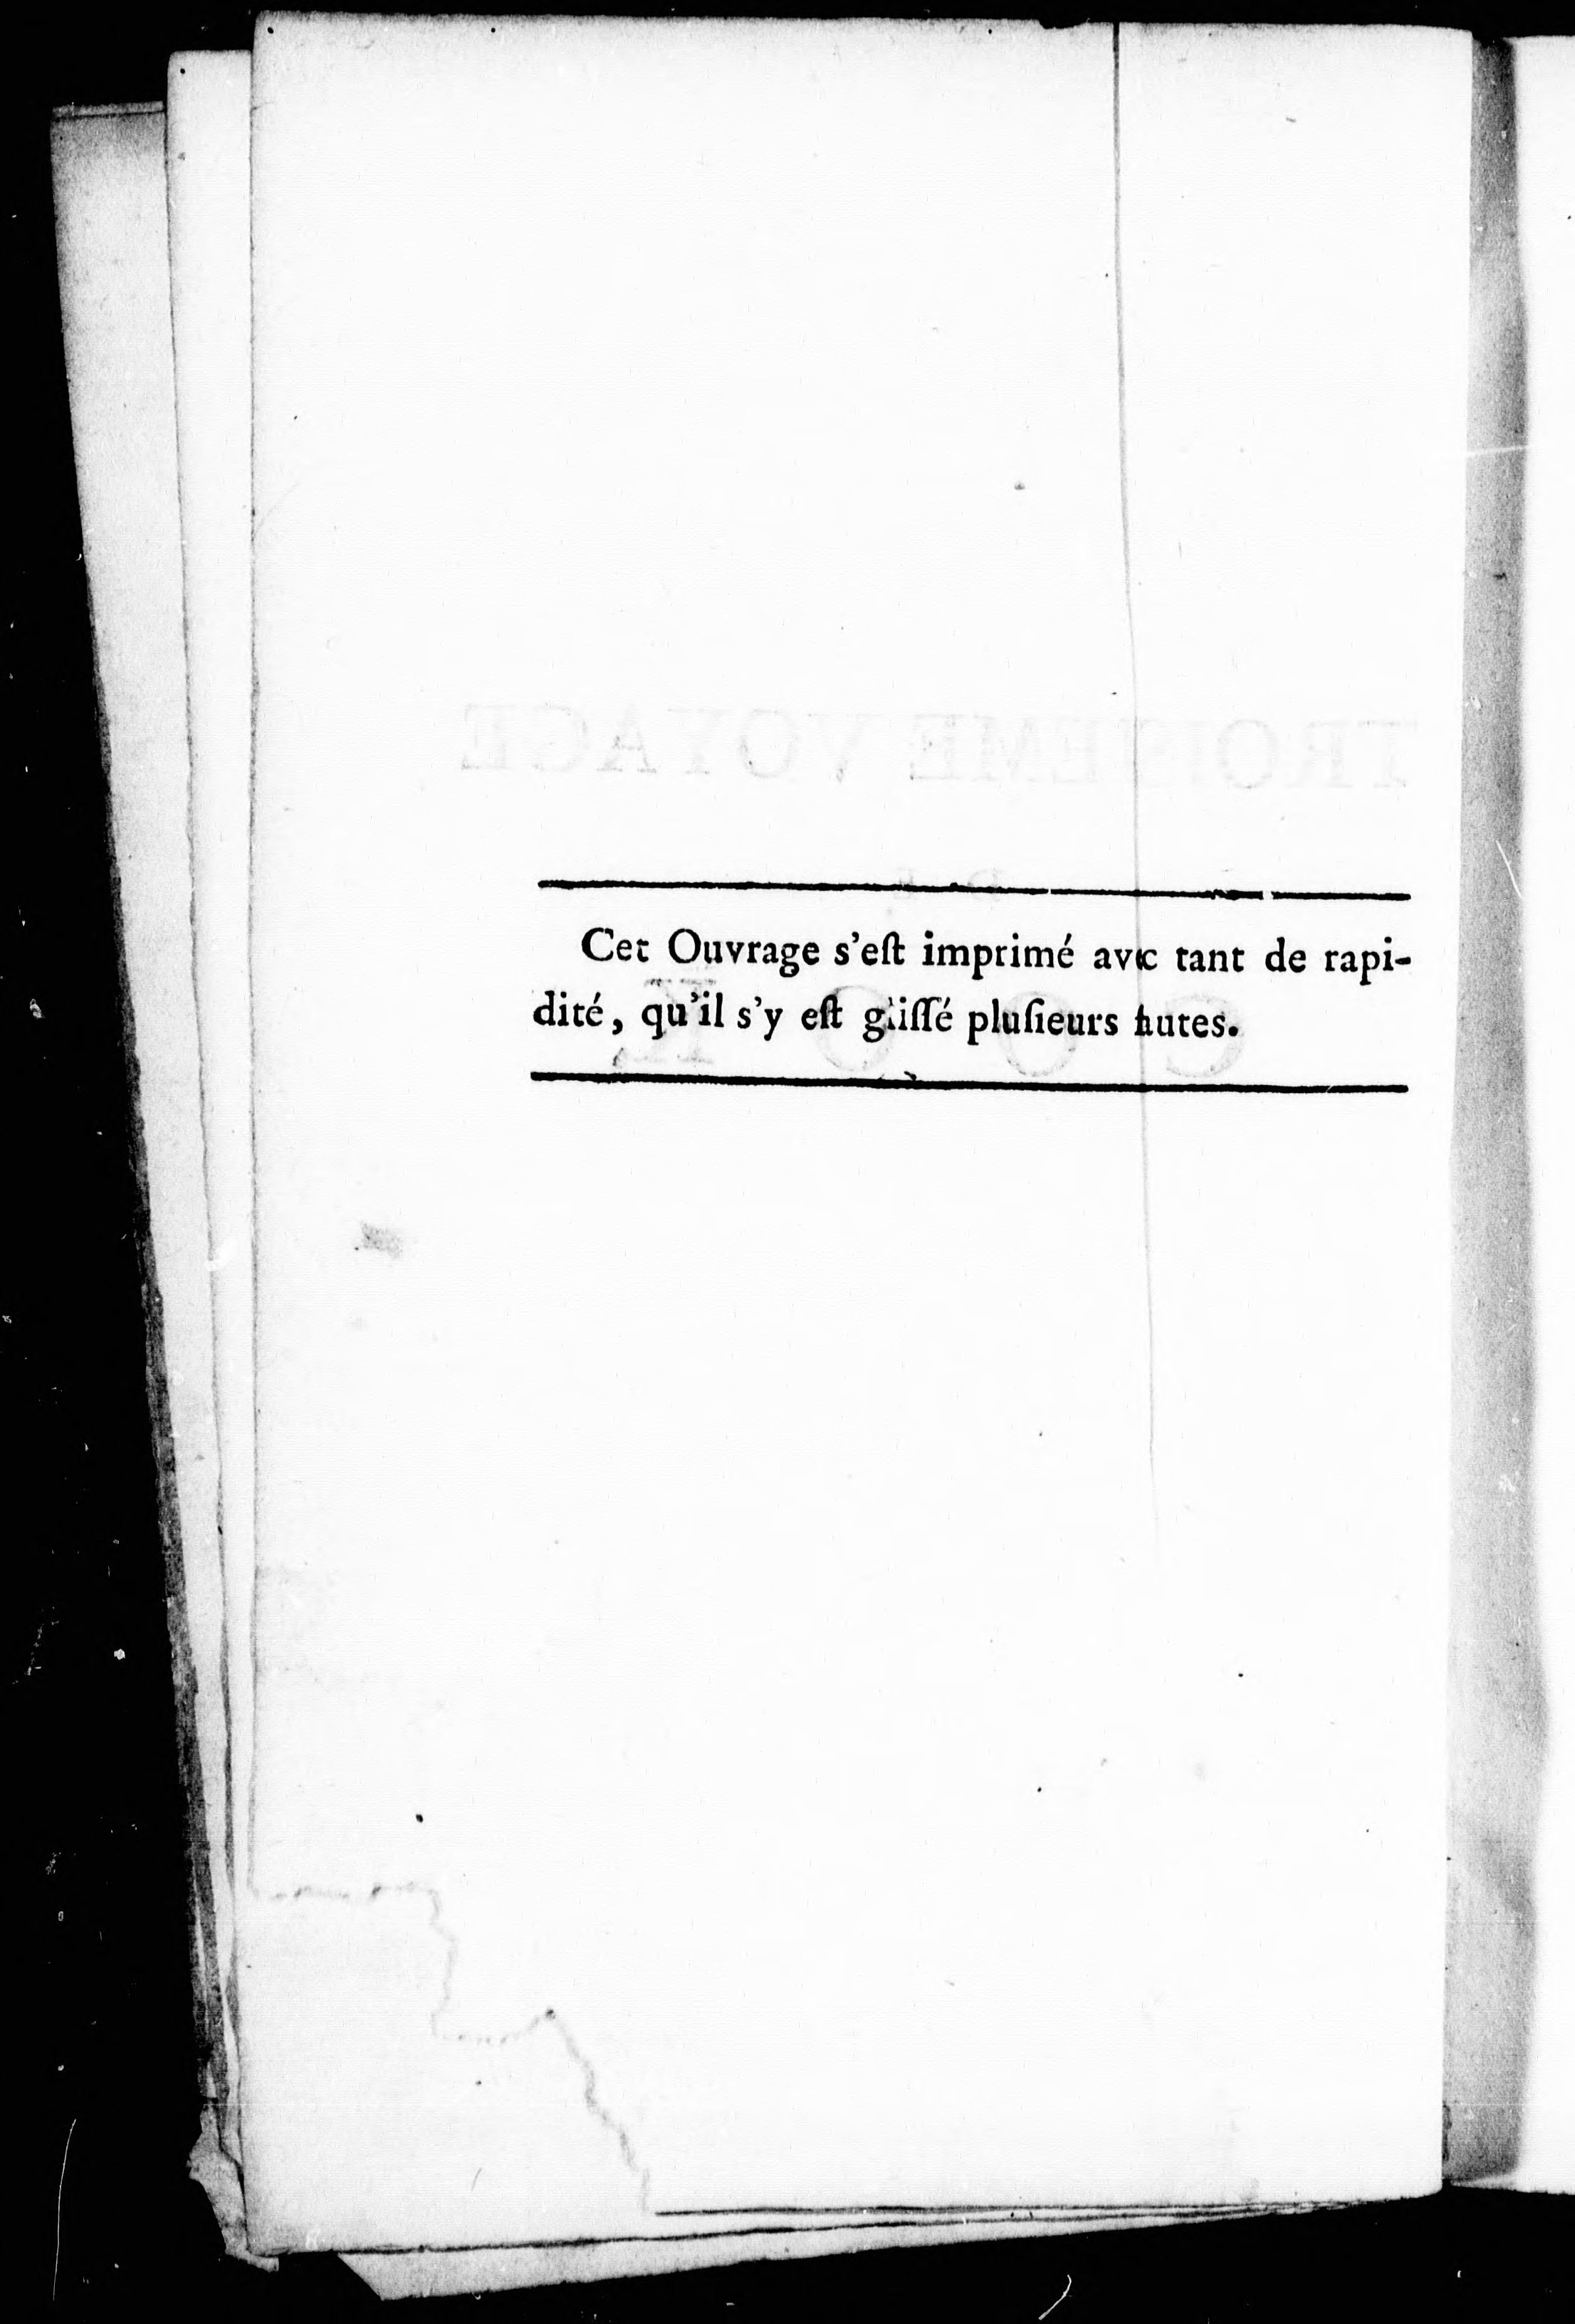 Cet Ouvrage s'eſt imprimé avec tant de rapi-
dité, qu'il s'y eſt gliſſé pluſieurs fautes.